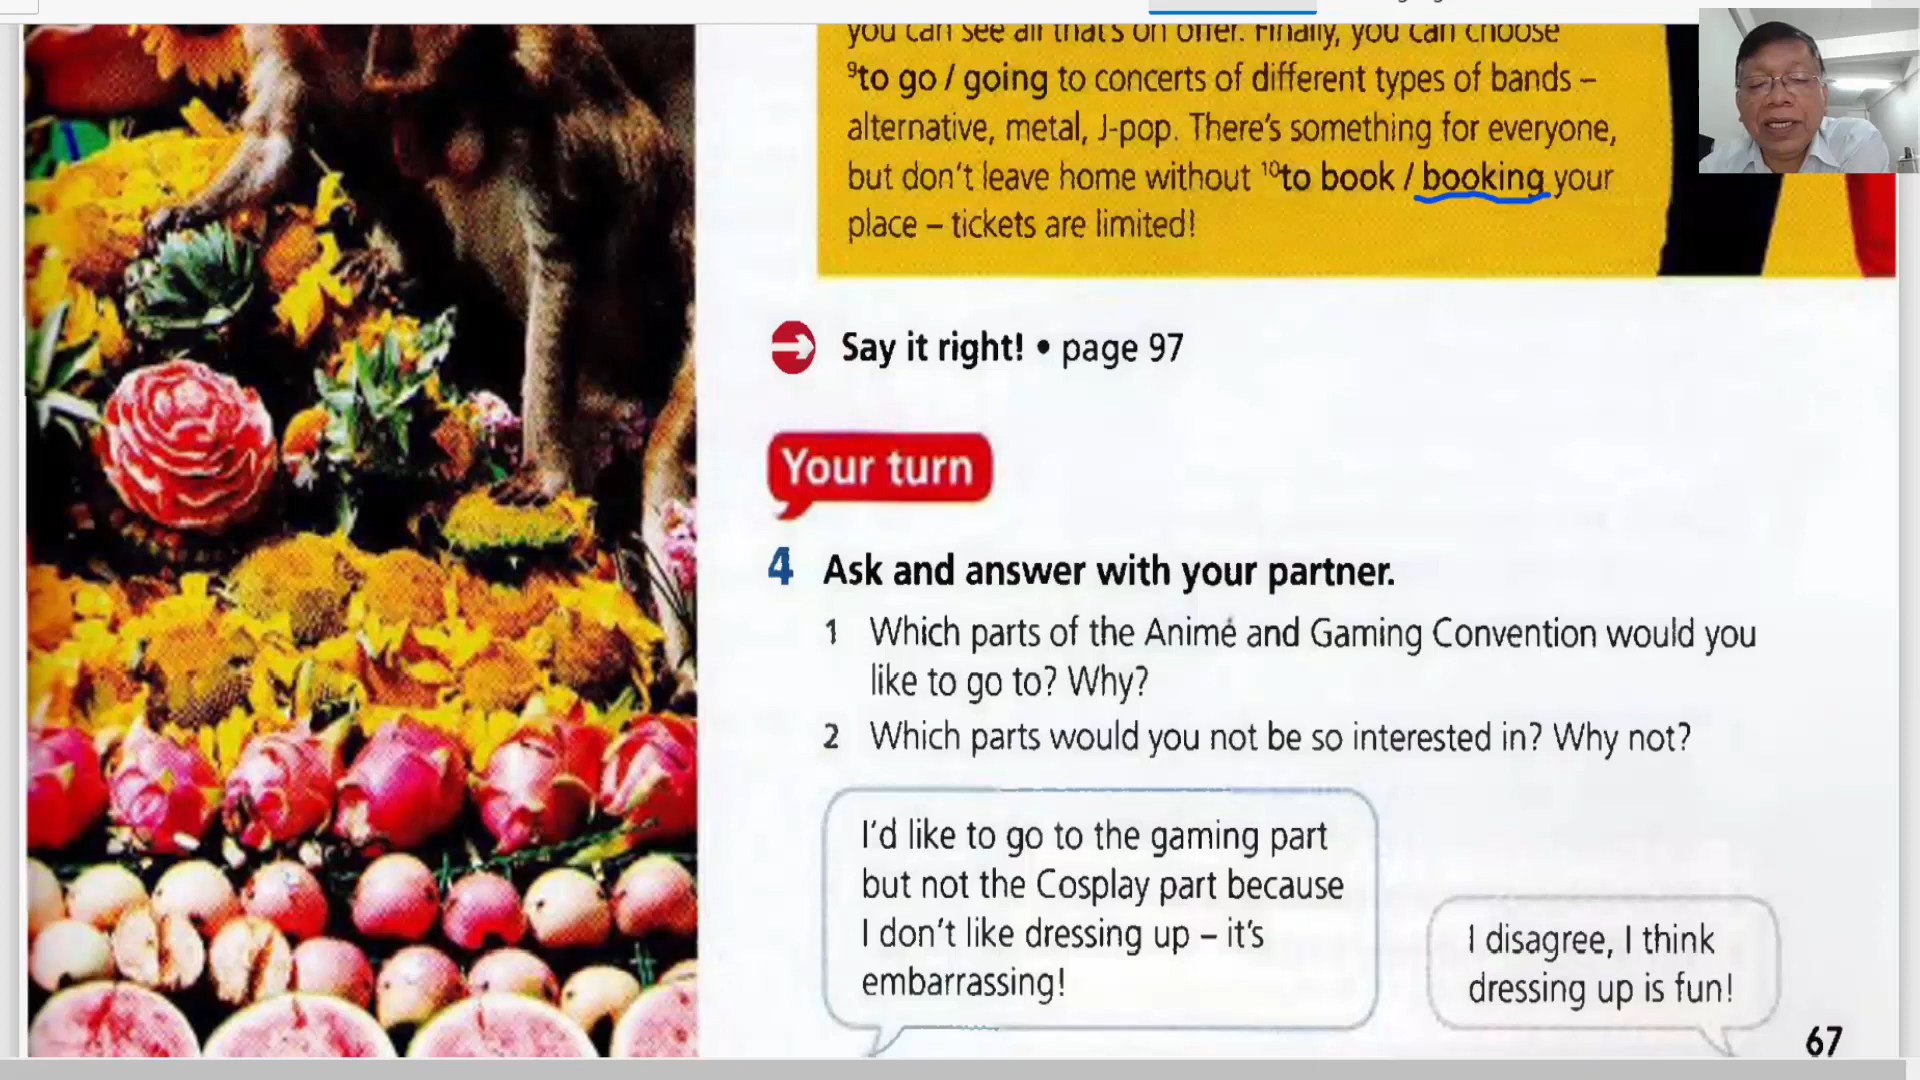 you can see all that's on offer. Finally, you can choose
⁹to go / going to concerts of different types of bands –
alternative, metal, J-pop. There's something for everyone,
but don't leave home without ¹⁰to book / booking your
place – tickets are limited!
Say it right! • page 97
Your turn
4 Ask and answer with your partner.
1 Which parts of the Animé and Gaming Convention would you
like to go to? Why?
2 Which parts would you not be so interested in? Why not?
I'd like to go to the gaming part
but not the Cosplay part because
I don't like dressing up – it's
embarrassing!
I disagree, I think
dressing up is fun!
67